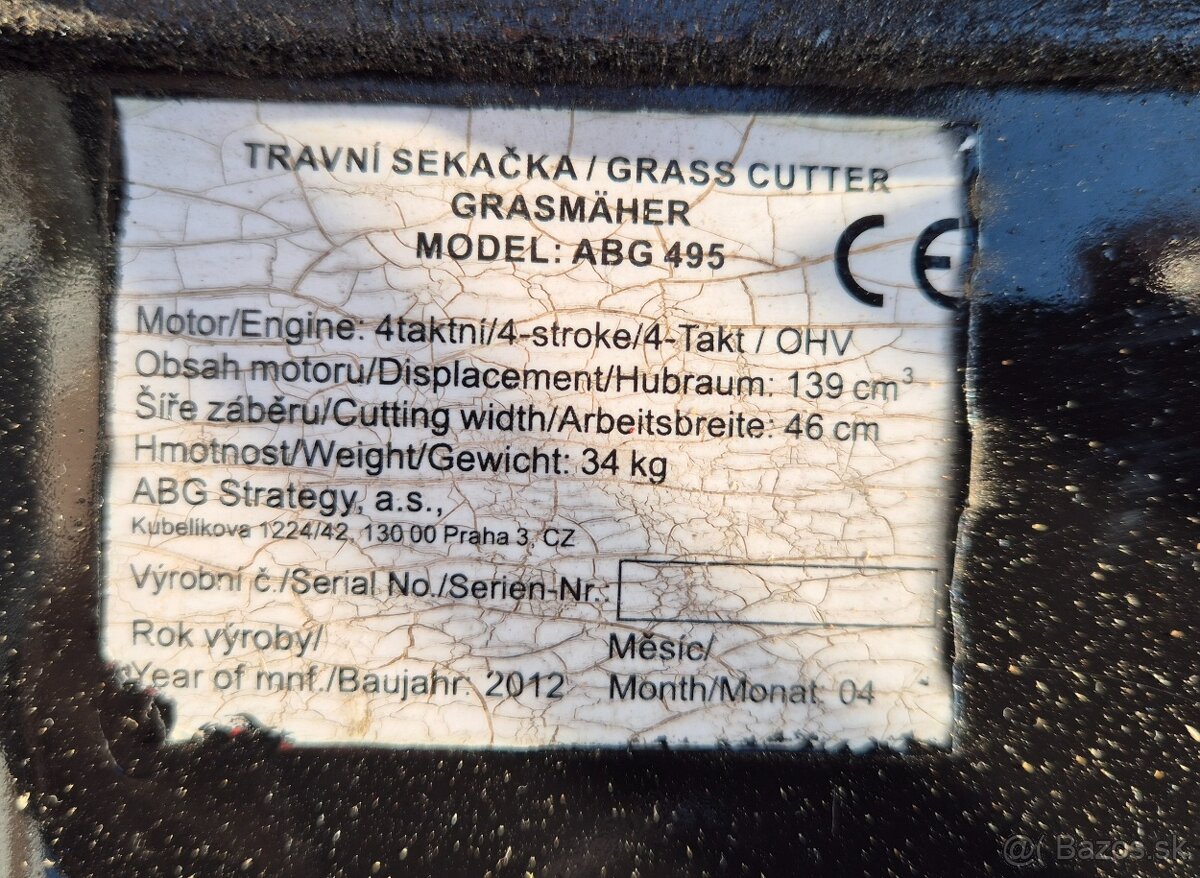 TRAVNÍ SEKAČKA / GRASS CUTTER
GRASMÄHER
MODEL: ABG 495
CE
Motor/Engine: 4taktní/4-stroke/4-Takt / OHV
Obsah motoru/Displacement/Hubraum: 139 cm³
Šíře záběru/Cutting width/Arbeitsbreite: 46 cm
Hmotnost/Weight/Gewicht: 34 kg
ABG Strategy, a.s.,
Kubelíkova 1224/42, 130 00 Praha 3, CZ
Výrobní č./Serial No./Serien-Nr.:
Rok výroby/ Měsíc/
Year of mnf./Baujahr: 2012 Month/Monat: 04
@( Bazos.sk